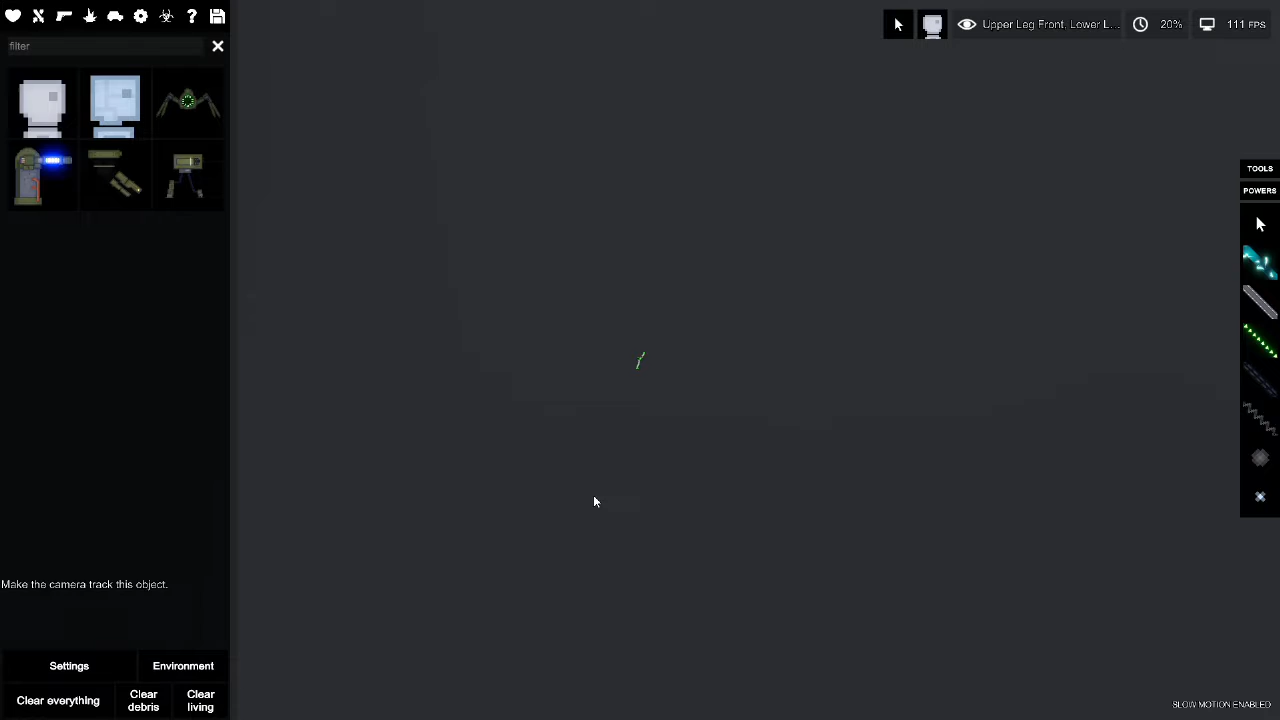 Upper Leg Front, Lower L...
20%
111 FPS
filter
TOOLS
POWERS
Make the camera track this object.
Settings
Environment
Clear everything
Clear debris
Clear living
SLOW MOTION ENABLED